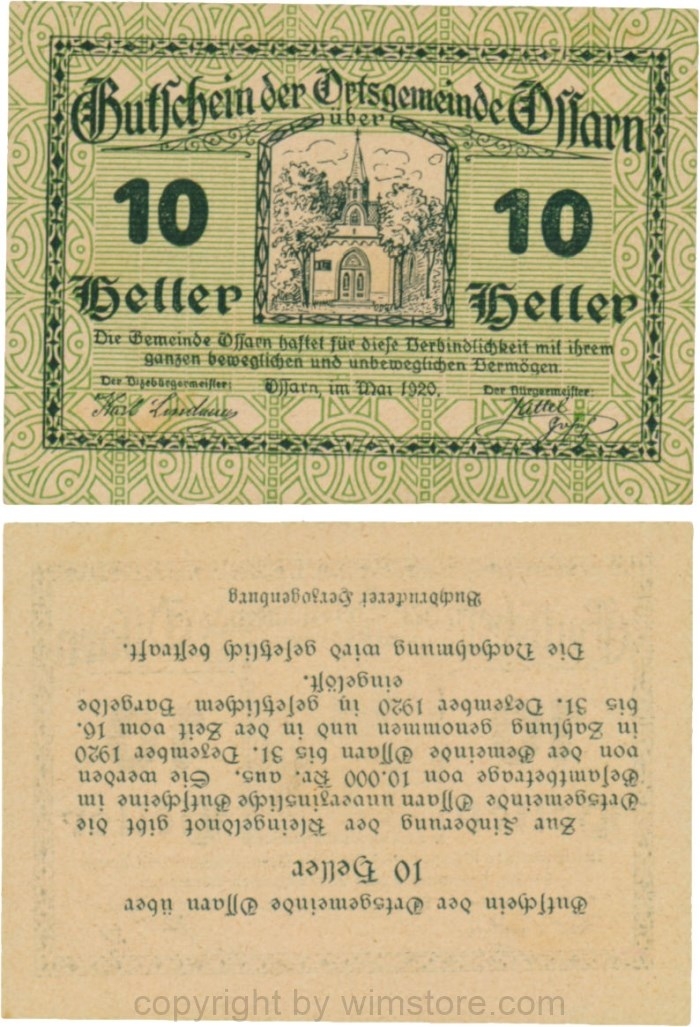 Gutschein der Ortsgemeinde Ossarn
über
10 10
Heller Heller
Die Gemeinde Ossarn haftet für diese Verbindlichkeit mit ihrem
ganzen beweglichen und unbeweglichen Vermögen.
Der Vizebürgermeister: Ossarn, im Mai 1920. Der Bürgermeister:
Karl Lindauer
Gutschein der Ortsgemeinde Ossarn über
10 Heller
Zur Linderung der Kleingeldnot gibt die
Ortsgemeinde Ossarn unverzinsliche Gutscheine im
Gesamtbetrage von 10.000 Kr. aus. Sie werden
von der Gemeinde Ossarn bis 31. Dezember 1920
in Zahlung genommen und in der Zeit vom 16.
bis 31. Dezember 1920 in gesetzlichem Bargelde
eingelöst.
Die Nachahmung wird gesetzlich bestraft.
Buchdruckerei Herzogenburg
copyright by wimstore.com